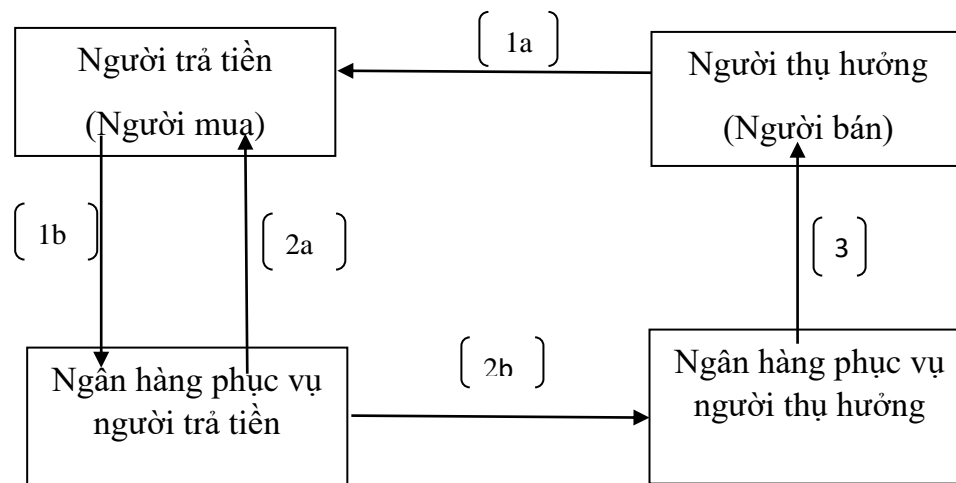 1a
Người trả tiền
(Người mua)
Người thụ hưởng
(Người bán)
1b
2a
3
2b
Ngân hàng phục vụ
người trả tiền
Ngân hàng phục vụ
người thụ hưởng